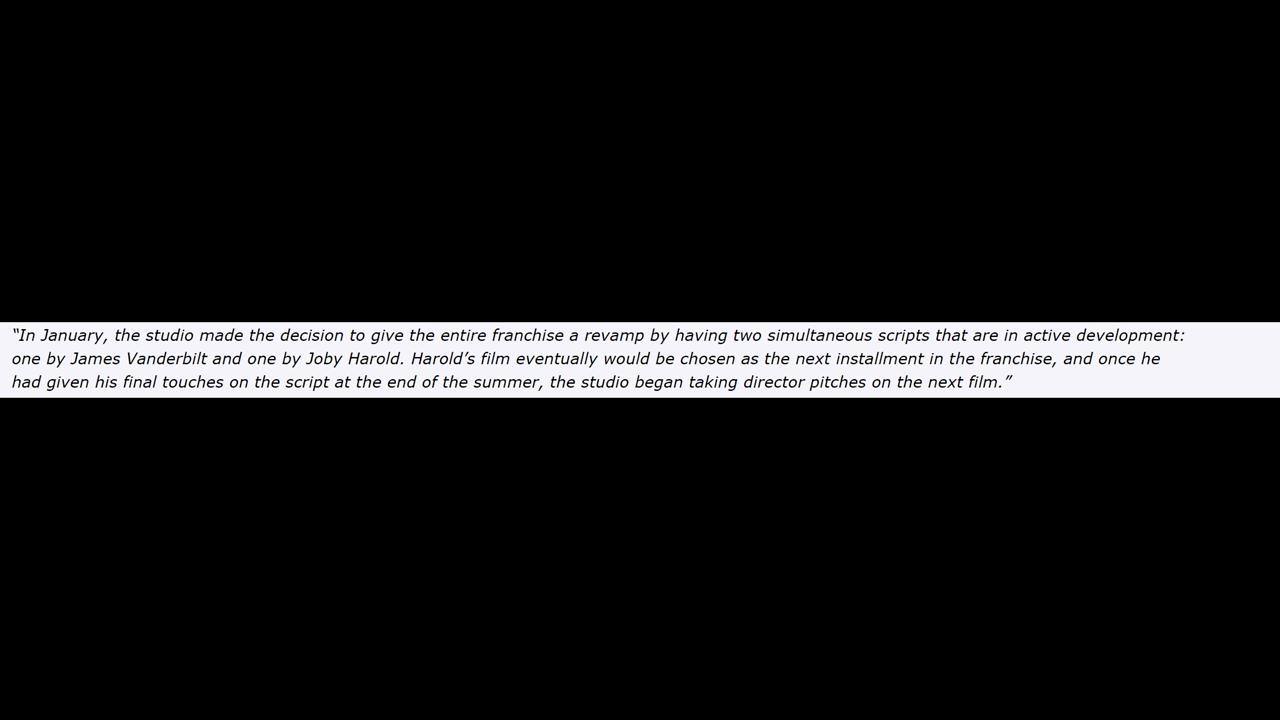 “In January, the studio made the decision to give the entire franchise a revamp by having two simultaneous scripts that are in active development:
one by James Vanderbilt and one by Joby Harold. Harold’s film eventually would be chosen as the next installment in the franchise, and once he
had given his final touches on the script at the end of the summer, the studio began taking director pitches on the next film.”